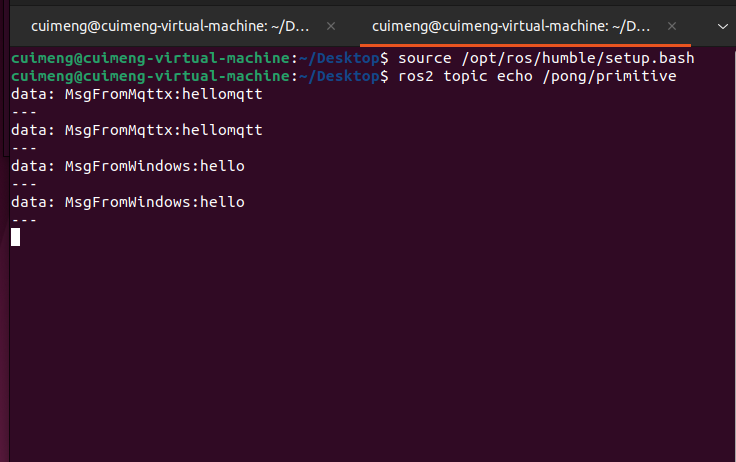 cuimeng@cuimeng-virtual-machine: ~/D... × cuimeng@cuimeng-virtual-machine: ~/D... ×
cuimeng@cuimeng-virtual-machine:~/Desktop$ source /opt/ros/humble/setup.bash
cuimeng@cuimeng-virtual-machine:~/Desktop$ ros2 topic echo /pong/primitive
data: MsgFromMqttx:hellomqtt
---
data: MsgFromMqttx:hellomqtt
---
data: MsgFromWindows:hello
---
data: MsgFromWindows:hello
---